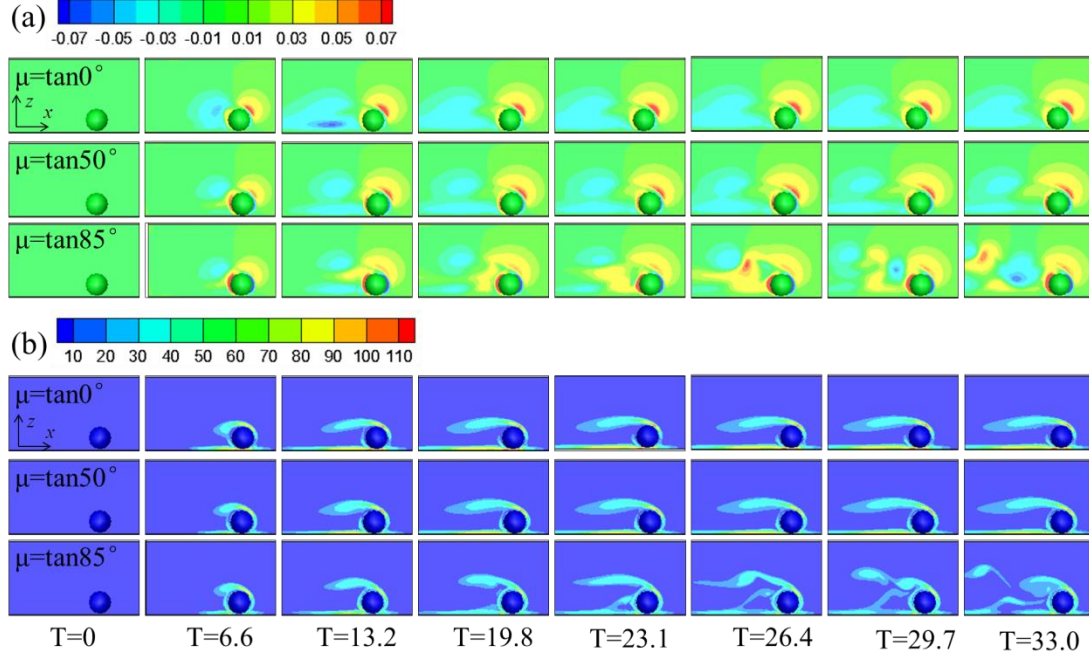 (a)
-0.07 -0.05 -0.03 -0.01 0.01 0.03 0.05 0.07
μ=tan0°
z
x
μ=tan50°
μ=tan85°
(b)
10 20 30 40 50 60 70 80 90 100 110
μ=tan0°
z
x
μ=tan50°
μ=tan85°
T=0 T=6.6 T=13.2 T=19.8 T=23.1 T=26.4 T=29.7 T=33.0